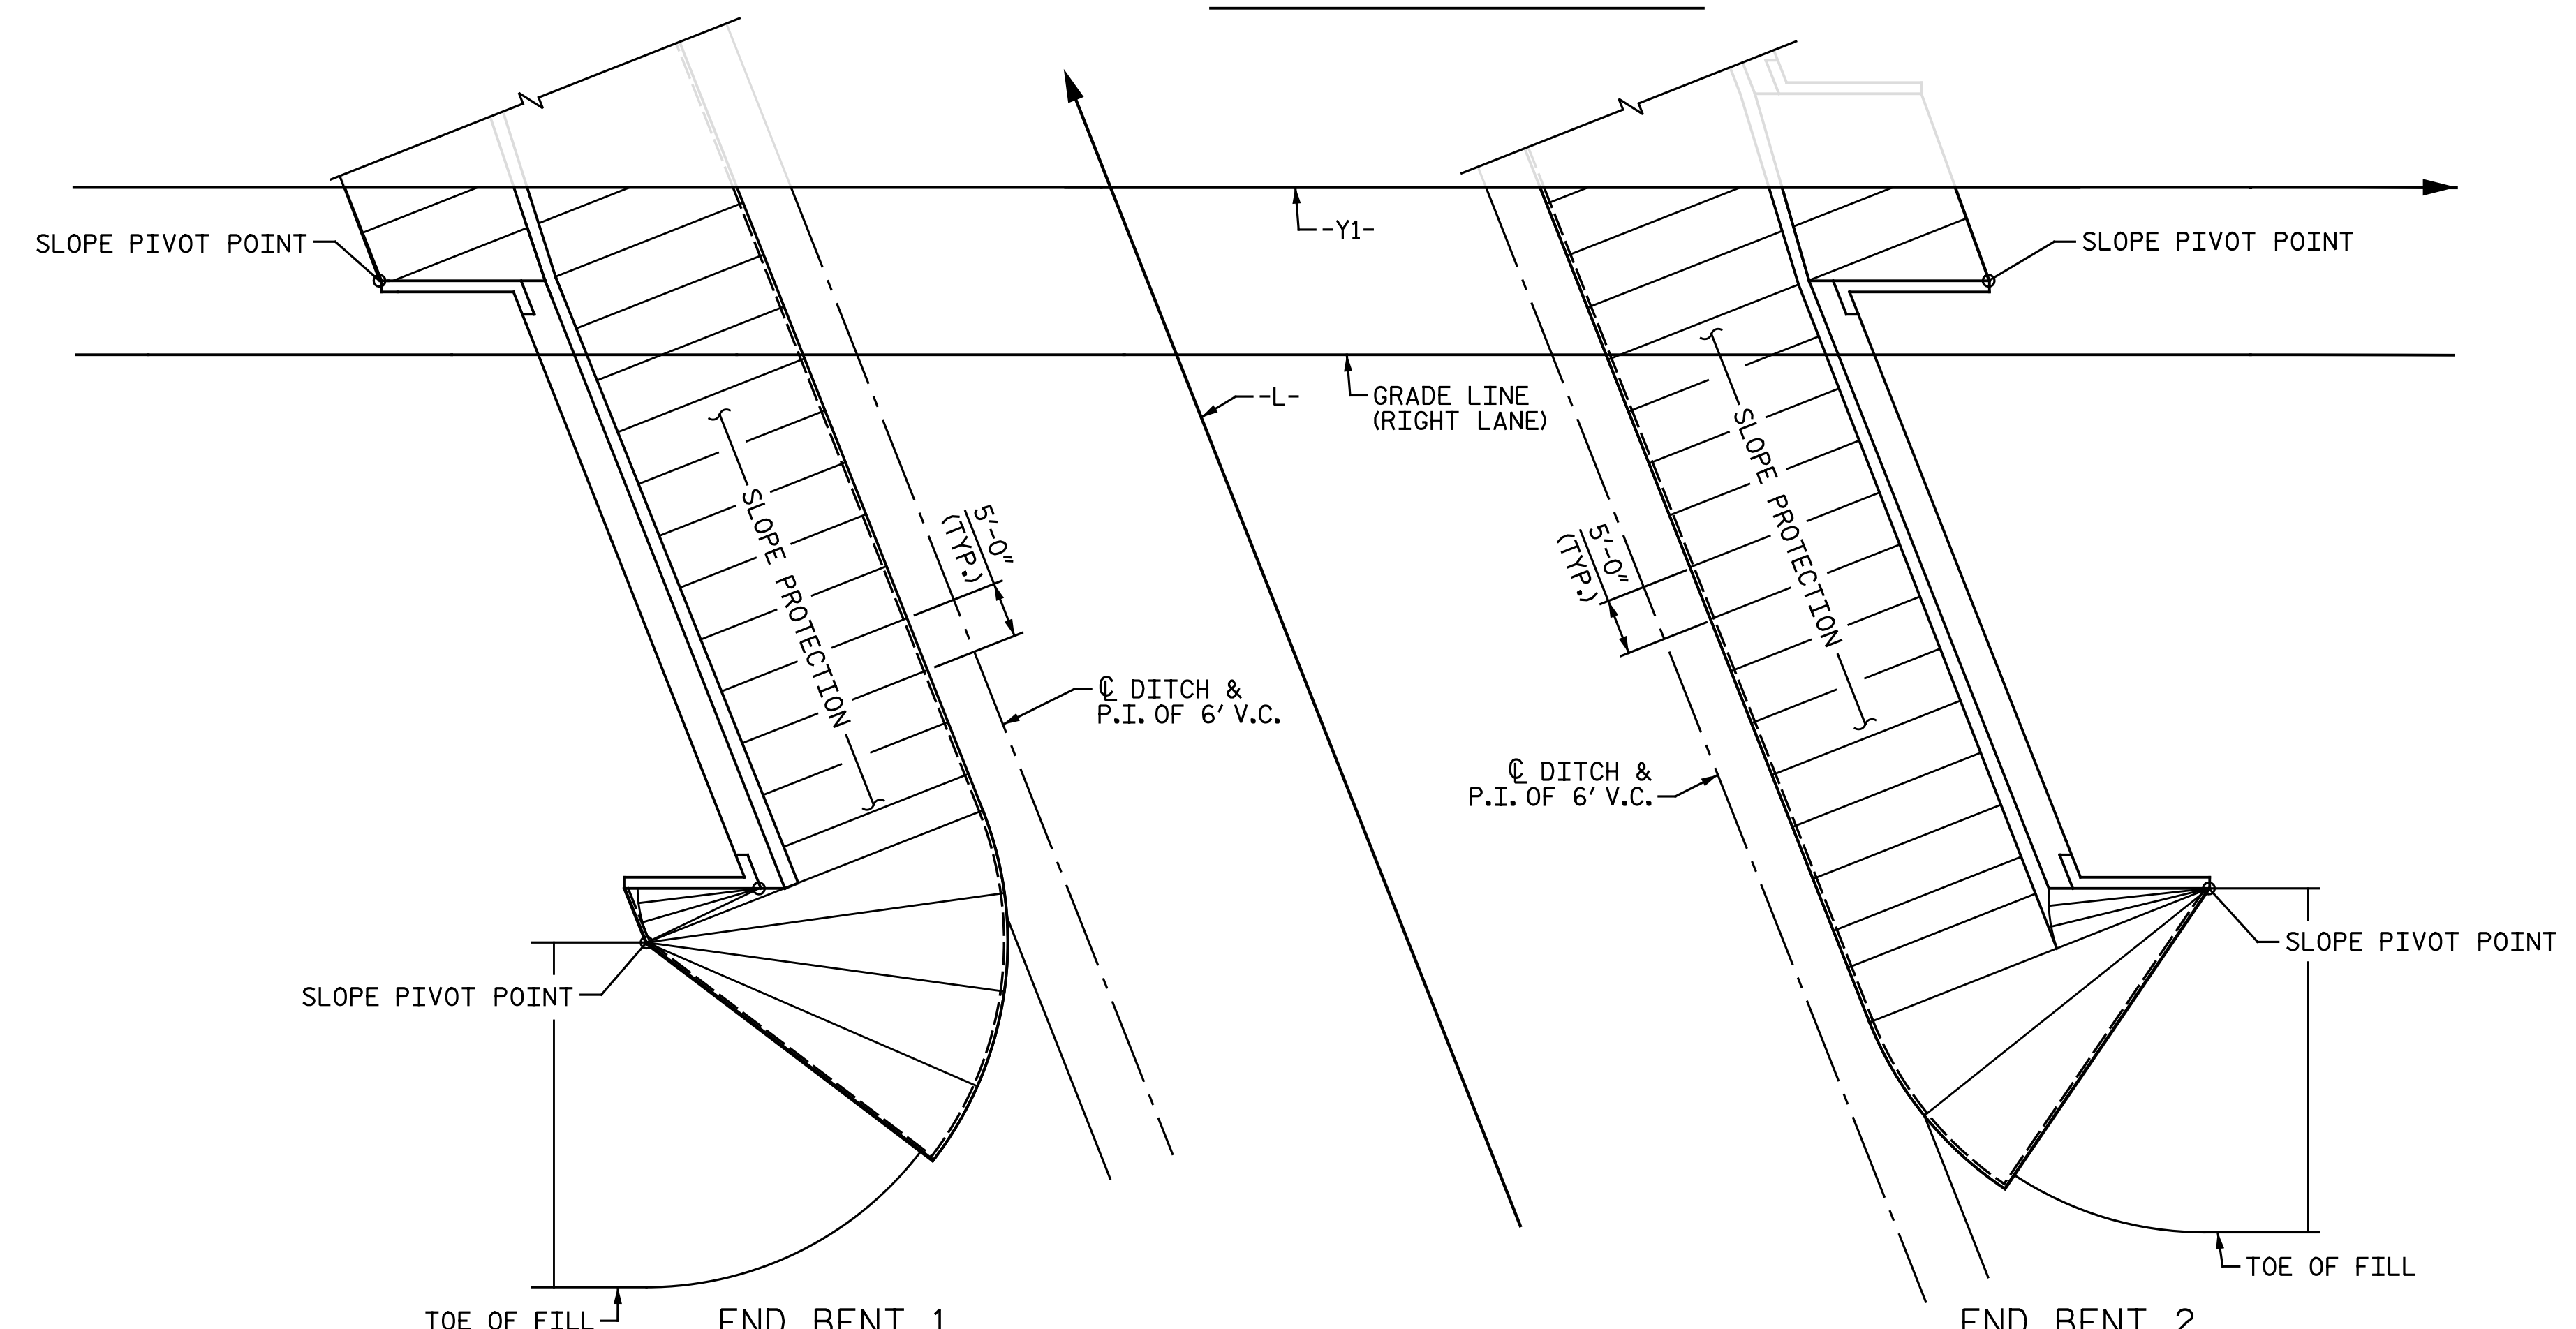 -Y1-
SLOPE PIVOT POINT
SLOPE PIVOT POINT
-L-
GRADE LINE
(RIGHT LANE)
SLOPE PROTECTION
SLOPE PROTECTION
5'-0"
(TYP.)
5'-0"
(TYP.)
℄ DITCH &
P.I. OF 6' V.C.
℄ DITCH &
P.I. OF 6' V.C.
SLOPE PIVOT POINT
SLOPE PIVOT POINT
TOE OF FILL
TOE OF FILL
END BENT 1
END BENT 2